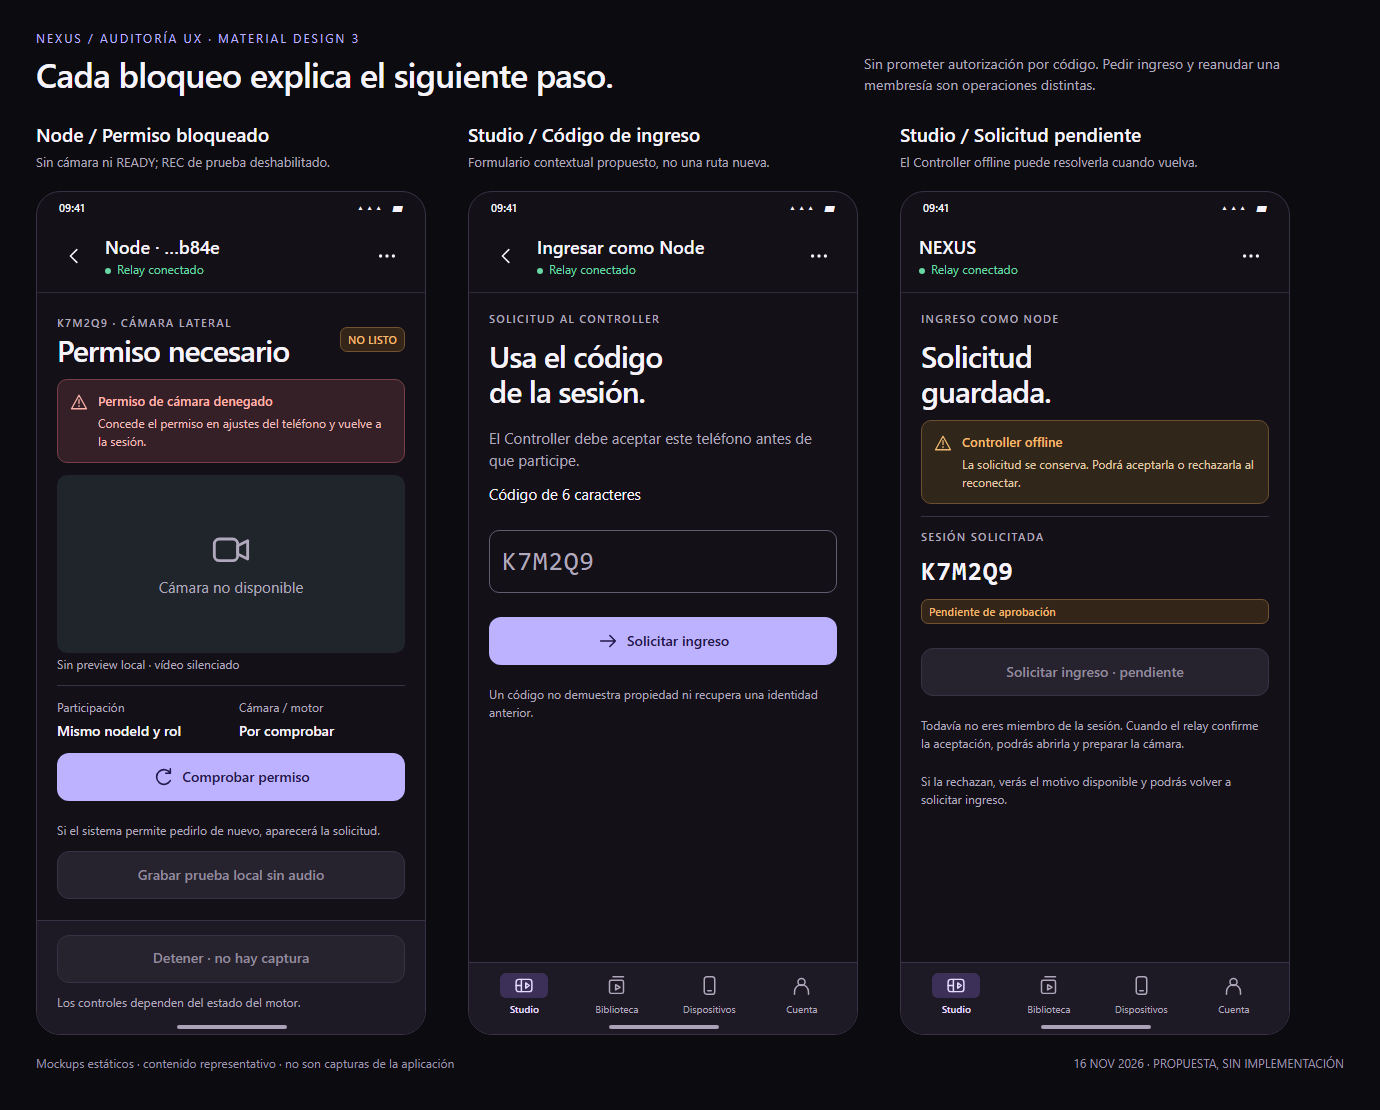 NEXUS / AUDITORÍA UX · MATERIAL DESIGN 3
Cada bloqueo explica el siguiente paso.
Sin prometer autorización por código. Pedir ingreso y reanudar una
membresía son operaciones distintas.
Node / Permiso bloqueado
Sin cámara ni READY; REC de prueba deshabilitado.
09:41
Node · ...b84e
Relay conectado
K7M2Q9 · CÁMARA LATERAL
Permiso necesario
NO LISTO
Permiso de cámara denegado
Concede el permiso en ajustes del teléfono y vuelve a
la sesión.
Cámara no disponible
Sin preview local · vídeo silenciado
Participación
Mismo nodeId y rol
Cámara / motor
Por comprobar
Comprobar permiso
Si el sistema permite pedirlo de nuevo, aparecerá la solicitud.
Grabar prueba local sin audio
Detener · no hay captura
Los controles dependen del estado del motor.
Studio / Código de ingreso
Formulario contextual propuesto, no una ruta nueva.
09:41
Ingresar como Node
Relay conectado
SOLICITUD AL CONTROLLER
Usa el código
de la sesión.
El Controller debe aceptar este teléfono antes de
que participe.
Código de 6 caracteres
K7M2Q9
Solicitar ingreso
Un código no demuestra propiedad ni recupera una identidad
anterior.
Studio
Biblioteca
Dispositivos
Cuenta
Studio / Solicitud pendiente
El Controller offline puede resolverla cuando vuelva.
09:41
NEXUS
Relay conectado
INGRESO COMO NODE
Solicitud
guardada.
Controller offline
La solicitud se conserva. Podrá aceptarla o rechazarla al
reconectar.
SESIÓN SOLICITADA
K7M2Q9
Pendiente de aprobación
Solicitar ingreso · pendiente
Todavía no eres miembro de la sesión. Cuando el relay confirme
la aceptación, podrás abrirla y preparar la cámara.
Si la rechazan, verás el motivo disponible y podrás volver a
solicitar ingreso.
Studio
Biblioteca
Dispositivos
Cuenta
Mockups estáticos · contenido representativo · no son capturas de la aplicación
16 NOV 2026 · PROPUESTA, SIN IMPLEMENTACIÓN